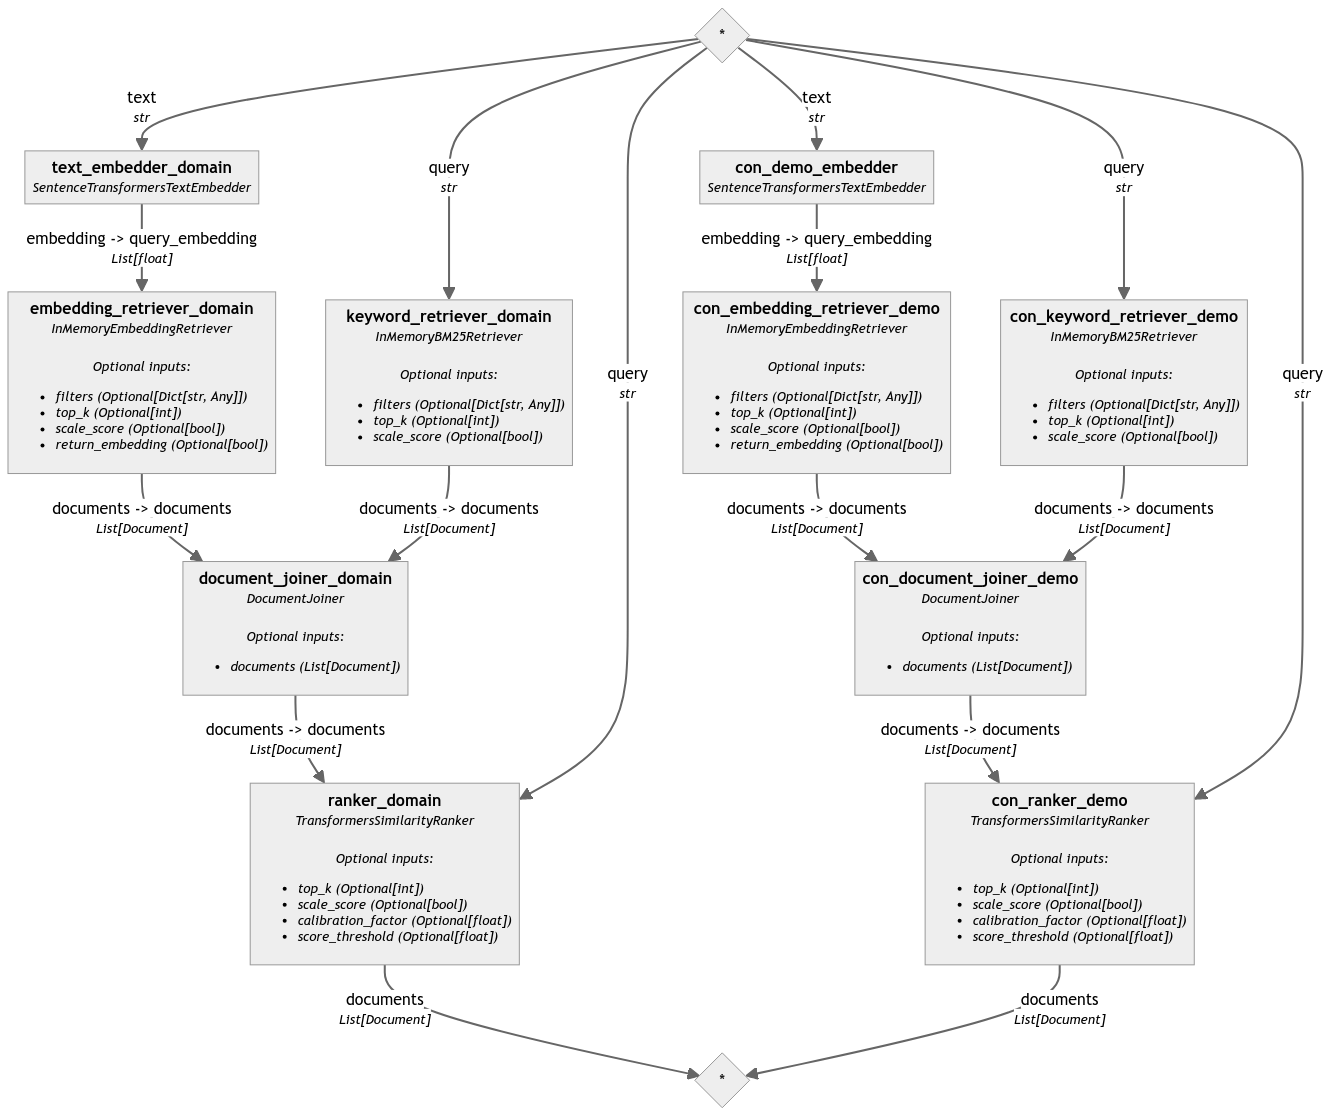 *
text
str
text
str
text_embedder_domain
SentenceTransformersTextEmbedder
query
str
con_demo_embedder
SentenceTransformersTextEmbedder
query
str
embedding -> query_embedding
List[float]
embedding -> query_embedding
List[float]
embedding_retriever_domain
InMemoryEmbeddingRetriever
Optional inputs:
• filters (Optional[Dict[str, Any]])
• top_k (Optional[int])
• scale_score (Optional[bool])
• return_embedding (Optional[bool])
keyword_retriever_domain
InMemoryBM25Retriever
Optional inputs:
• filters (Optional[Dict[str, Any]])
• top_k (Optional[int])
• scale_score (Optional[bool])
query
str
con_embedding_retriever_demo
InMemoryEmbeddingRetriever
Optional inputs:
• filters (Optional[Dict[str, Any]])
• top_k (Optional[int])
• scale_score (Optional[bool])
• return_embedding (Optional[bool])
con_keyword_retriever_demo
InMemoryBM25Retriever
Optional inputs:
• filters (Optional[Dict[str, Any]])
• top_k (Optional[int])
• scale_score (Optional[bool])
query
str
documents -> documents
List[Document]
documents -> documents
List[Document]
documents -> documents
List[Document]
documents -> documents
List[Document]
document_joiner_domain
DocumentJoiner
Optional inputs:
• documents (List[Document])
con_document_joiner_demo
DocumentJoiner
Optional inputs:
• documents (List[Document])
documents -> documents
List[Document]
documents -> documents
List[Document]
ranker_domain
TransformersSimilarityRanker
Optional inputs:
• top_k (Optional[int])
• scale_score (Optional[bool])
• calibration_factor (Optional[float])
• score_threshold (Optional[float])
con_ranker_demo
TransformersSimilarityRanker
Optional inputs:
• top_k (Optional[int])
• scale_score (Optional[bool])
• calibration_factor (Optional[float])
• score_threshold (Optional[float])
documents
List[Document]
documents
List[Document]
*